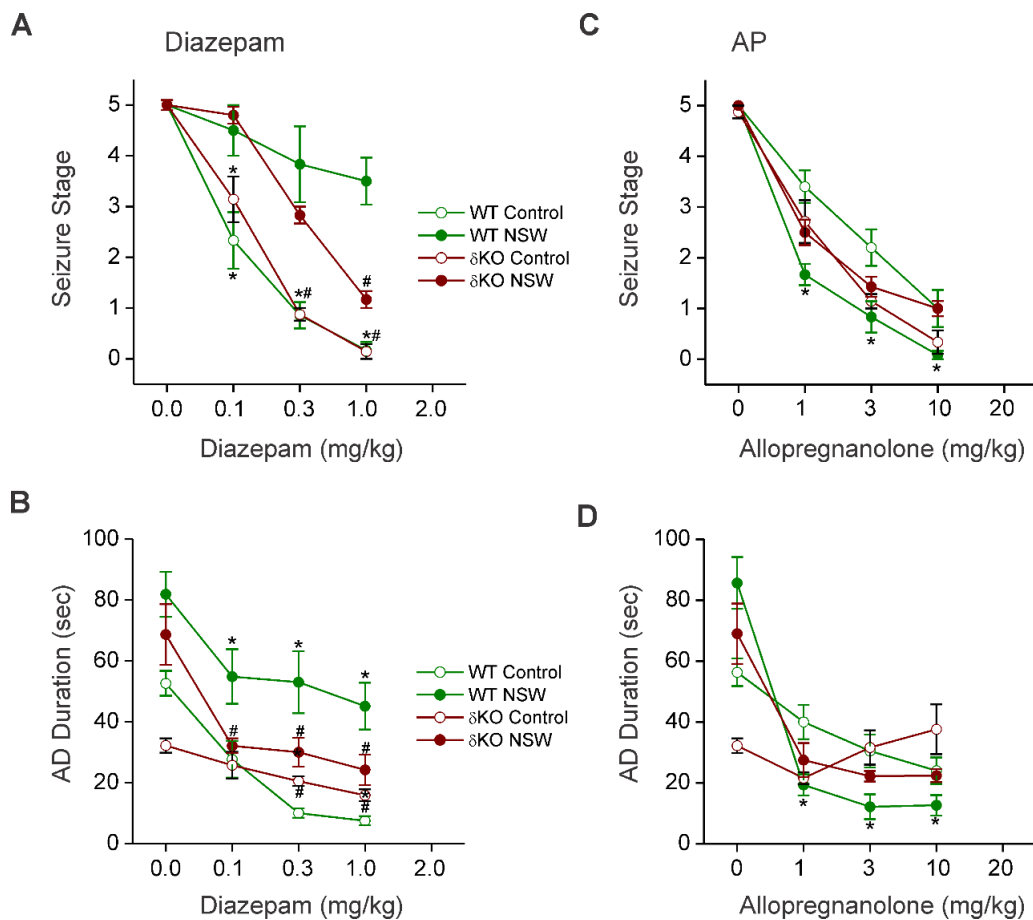 A
Diazepam
Seizure Stage
5
4
3
2
1
0
*
*
*#
*#
#
0.0 0.1 0.3 1.0 2.0
Diazepam (mg/kg)
WT Control
WT NSW
δKO Control
δKO NSW
C
AP
Seizure Stage
5
4
3
2
1
0
*
*
*
0 1 3 10 20
Allopregnanolone (mg/kg)
B
AD Duration (sec)
100
80
60
40
20
0
* * *
# # #
# * #
0.0 0.1 0.3 1.0 2.0
Diazepam (mg/kg)
WT Control
WT NSW
δKO Control
δKO NSW
D
AD Duration (sec)
100
80
60
40
20
0
* * *
0 1 3 10 20
Allopregnanolone (mg/kg)